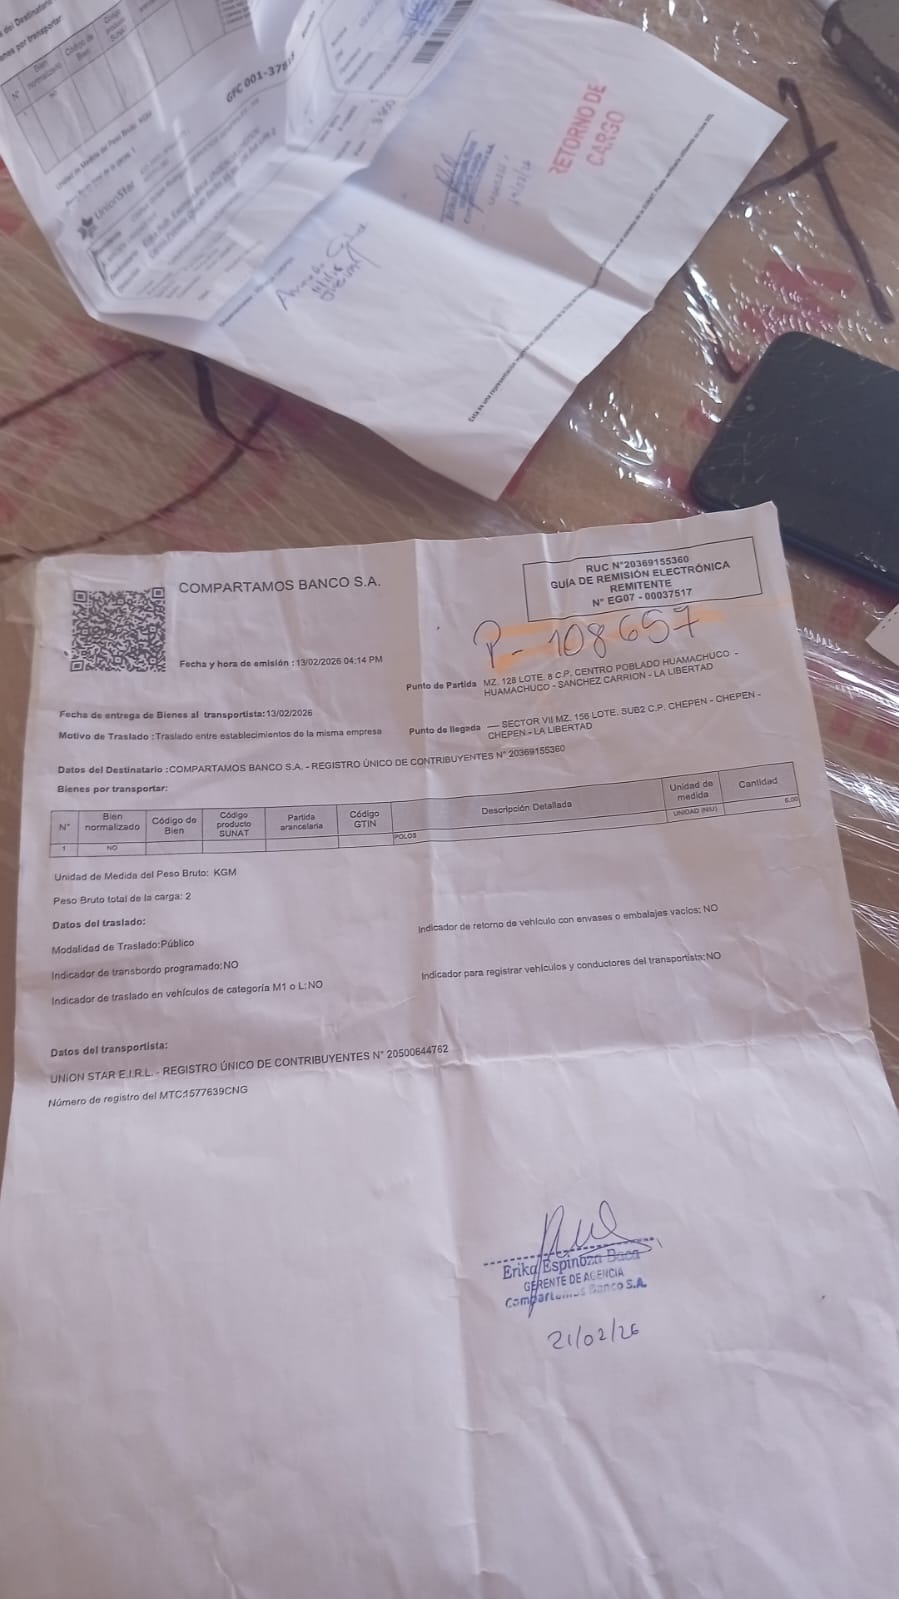 Código de
Bien
UnionStar
GFC 001-378
RETORNO DE
CARGO
COMPARTAMOS BANCO S.A.
RUC N°20369155360
GUÍA DE REMISIÓN ELECTRÓNICA
REMITENTE
N° EG07 - 00037517
P-108657
Fecha y hora de emisión :13/02/2026 04:14 PM
Punto de Partida MZ. 128 LOTE. 8 C.P. CENTRO POBLADO HUAMACHUCO -
HUAMACHUCO - SANCHEZ CARRION - LA LIBERTAD
Fecha de entrega de Bienes al transportista:13/02/2026
Motivo de Traslado :Traslado entre establecimientos de la misma empresa
Punto de llegada --- SECTOR VII MZ. 156 LOTE. SUB2 C.P. CHEPEN - CHEPEN -
CHEPEN - LA LIBERTAD
Datos del Destinatario :COMPARTAMOS BANCO S.A. - REGISTRO ÚNICO DE CONTRIBUYENTES N° 20369155360
Bienes por transportar:
N° Bien normalizado Código de Bien Código producto SUNAT Partida arancelaria Código GTIN Descripción Detallada Unidad de medida Cantidad
1 NO POLOS UNIDAD (NIU) 6.00
Unidad de Medida del Peso Bruto: KGM
Peso Bruto total de la carga: 2
Datos del traslado:
Modalidad de Traslado:Público
Indicador de retorno de vehículo con envases o embalajes vacíos: NO
Indicador de transbordo programado:NO
Indicador para registrar vehículos y conductores del transportista:NO
Indicador de traslado en vehículos de categoría M1 o L:NO
Datos del transportista:
UNION STAR E.I.R.L. - REGISTRO ÚNICO DE CONTRIBUYENTES N° 20500644762
Número de registro del MTC:1577639CNG
Erika Espinoza Baca
GERENTE DE AGENCIA
Compartamos Banco S.A.
21/02/26